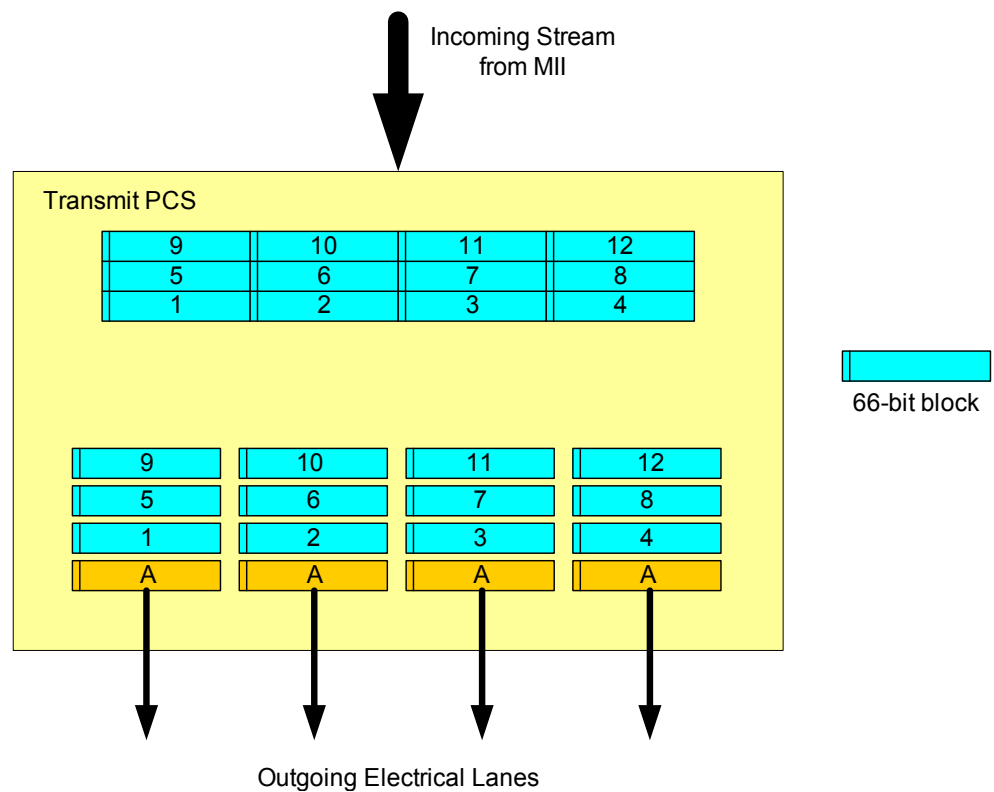 Incoming Stream
from MII
Transmit PCS
9 10 11 12
5 6 7 8
1 2 3 4
66-bit block
9 10 11 12
5 6 7 8
1 2 3 4
A A A A
Outgoing Electrical Lanes